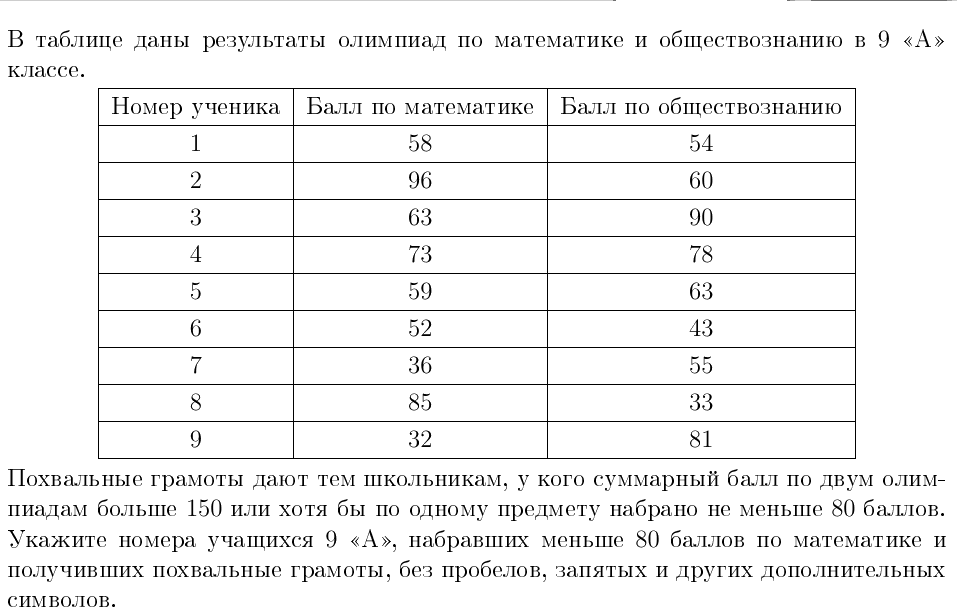 В таблице даны результаты олимпиад по математике и обществознанию в 9 «А»
классе.
Номер ученика Балл по математике Балл по обществознанию
1 58 54
2 96 60
3 63 90
4 73 78
5 59 63
6 52 43
7 36 55
8 85 33
9 32 81
Похвальные грамоты дают тем школьникам, у кого суммарный балл по двум олим-
пиадам больше 150 или хотя бы по одному предмету набрано не меньше 80 баллов.
Укажите номера учащихся 9 «А», набравших меньше 80 баллов по математике и
получивших похвальные грамоты, без пробелов, запятых и других дополнительных
символов.